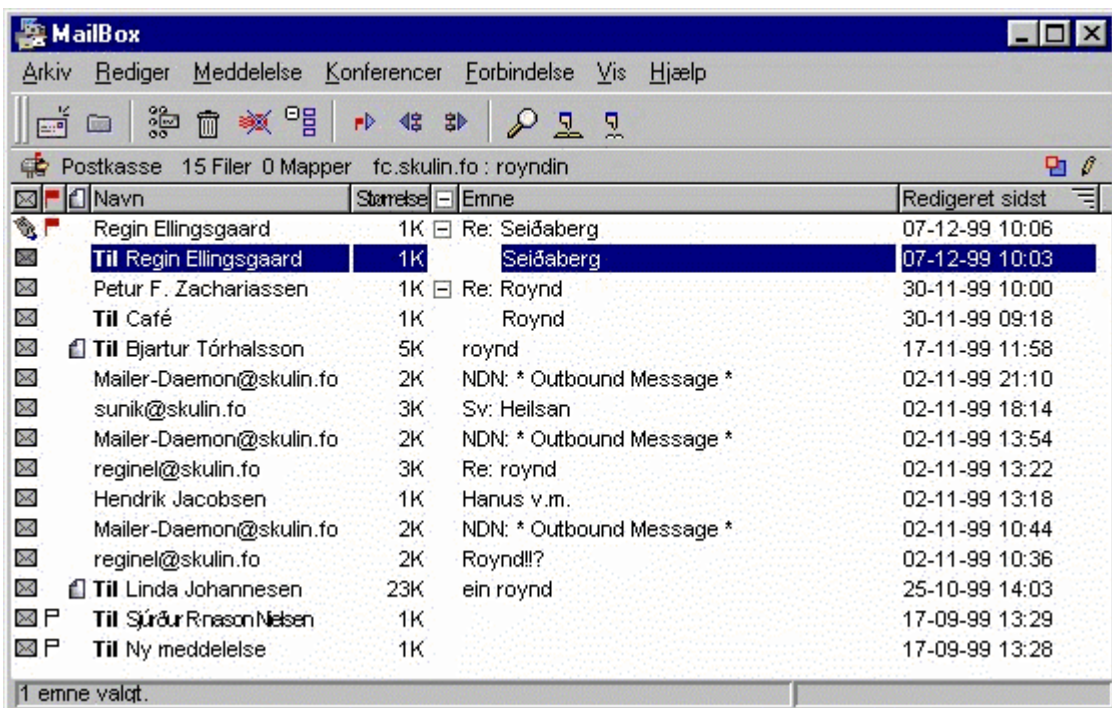 MailBox
Arkiv Rediger Meddelelse Konferencer Forbindelse Vis Hjælp
Postkasse 15 Filer 0 Mapper fc.skulin.fo : royndin
Navn Størrelse Emne Redigeret sidst
Regin Ellingsgaard 1K Re: Seiðaberg 07-12-99 10:06
Til Regin Ellingsgaard 1K Seiðaberg 07-12-99 10:03
Petur F. Zachariassen 1K Re: Roynd 30-11-99 10:00
Til Café 1K Roynd 30-11-99 09:18
Til Bjartur Tórhalsson 5K roynd 17-11-99 11:58
Mailer-Daemon@skulin.fo 2K NDN: * Outbound Message * 02-11-99 21:10
sunik@skulin.fo 3K Sv: Heilsan 02-11-99 18:14
Mailer-Daemon@skulin.fo 2K NDN: * Outbound Message * 02-11-99 13:54
reginel@skulin.fo 3K Re: roynd 02-11-99 13:22
Hendrik Jacobsen 1K Hanus v.m. 02-11-99 13:18
Mailer-Daemon@skulin.fo 2K NDN: * Outbound Message * 02-11-99 10:44
reginel@skulin.fo 2K Roynd!!? 02-11-99 10:36
Til Linda Johannesen 23K ein roynd 25-10-99 14:03
Til Sjúrður R-nason Nielsen 1K 17-09-99 13:29
Til Ny meddelelse 1K 17-09-99 13:28
1 emne valgt.